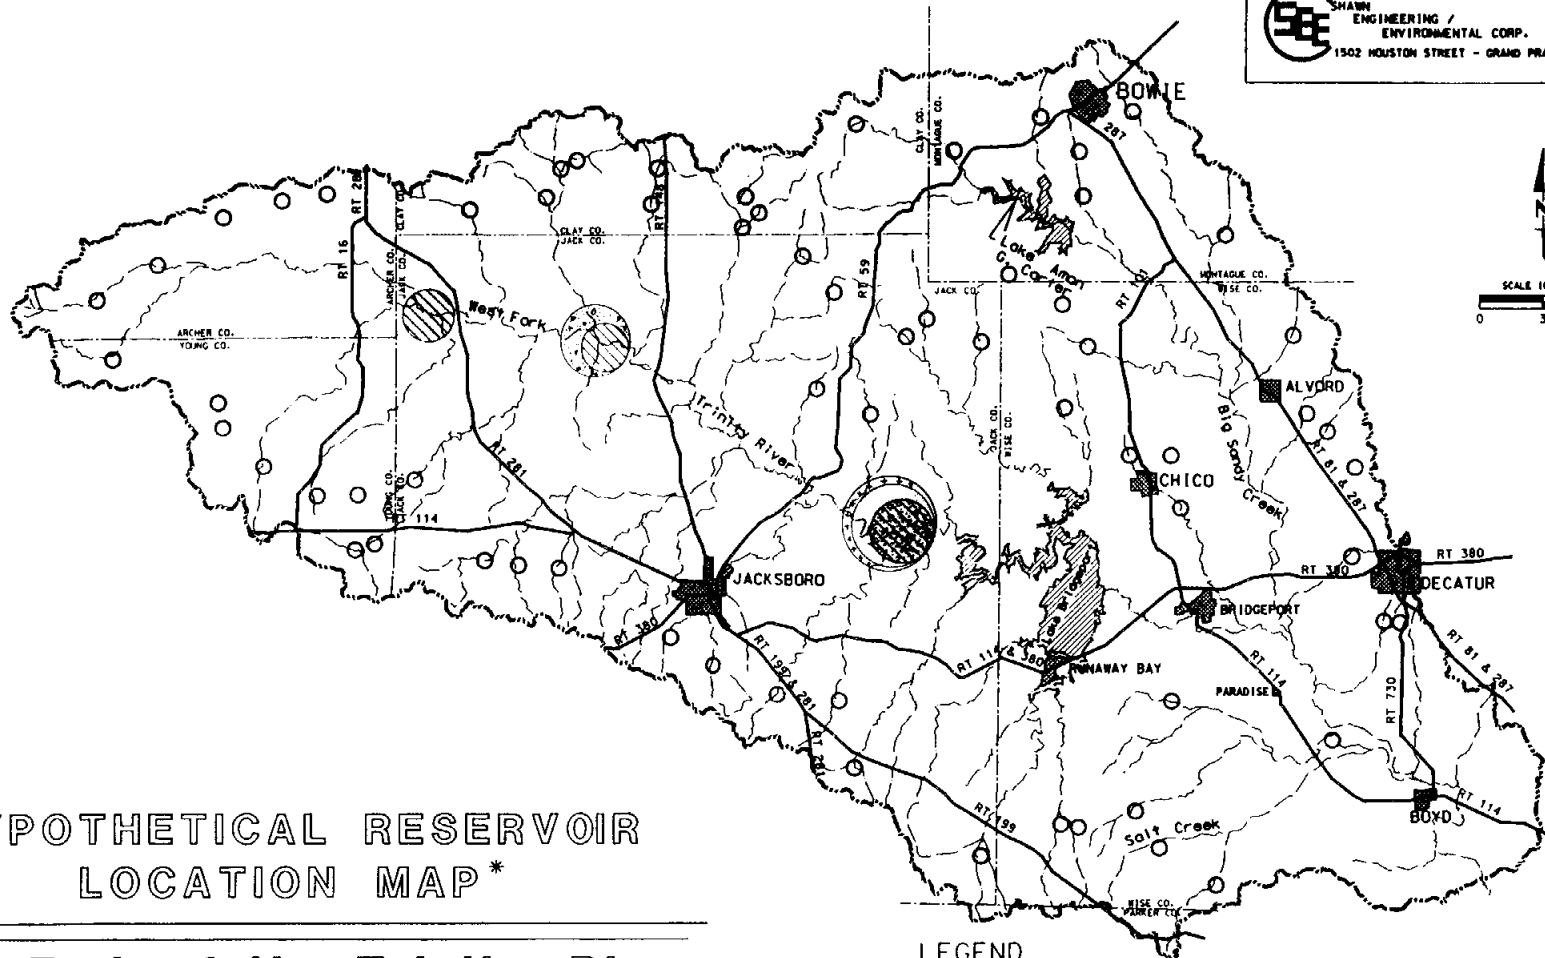 SHAWN
ENGINEERING /
ENVIRONMENTAL CORP.
1502 HOUSTON STREET - GRAND
BOWIE
287
CLAY CO.
MONTAGUE CO.
RT 16
CLAY CO.
CLAY CO.
JACK CO.
ARCHER CO.
JACK CO.
RT 59
Lake Amon
G. Carter
JACK CO.
MONTAGUE CO.
WISE CO.
West Fork
ARCHER CO.
YOUNG CO.
0
ALVORD
Trinity River
Big Sandy Creek
JACK CO.
WISE CO.
RT 281
RT 81 & 287
CHICO
YOUNG CO.
JACK CO.
114
RT 380
RT 380
DECATUR
JACKSBORO
BRIDGEPORT
RT 380
RT 199 & 281
RT 114 & 380
RUNAWAY BAY
RT 114
RT 81 & 287
PARADISE
RT 730
RT 281
RT 199
RT 114
BOYD
Salt Creek
POTHETICAL RESERVOIR
LOCATION MAP*
WISE CO.
PARKER CO.
LEGEND